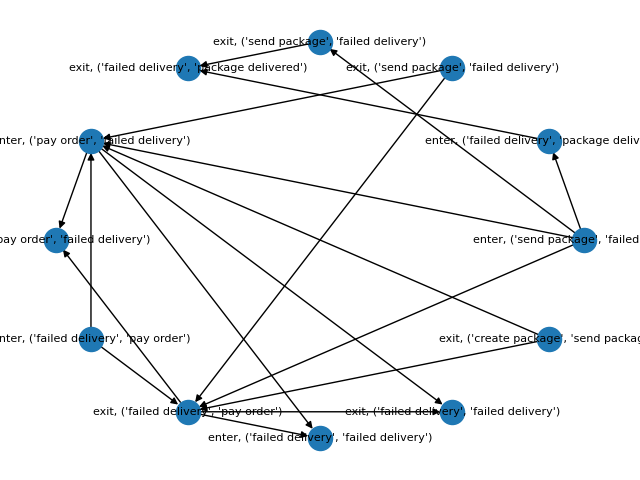 exit, ('send package', 'failed delivery')
exit, ('failed delivery', 'package delivered')
exit, ('send package', 'failed delivery')
nter, ('pay order', 'failed delivery')
enter, ('failed delivery', 'package deliv
pay order', 'failed delivery')
enter, ('send package', 'failed
nter, ('failed delivery', 'pay order')
exit, ('create package', 'send packag
exit, ('failed delivery', 'pay order')
exit, ('failed delivery', 'failed delivery')
enter, ('failed delivery', 'failed delivery')